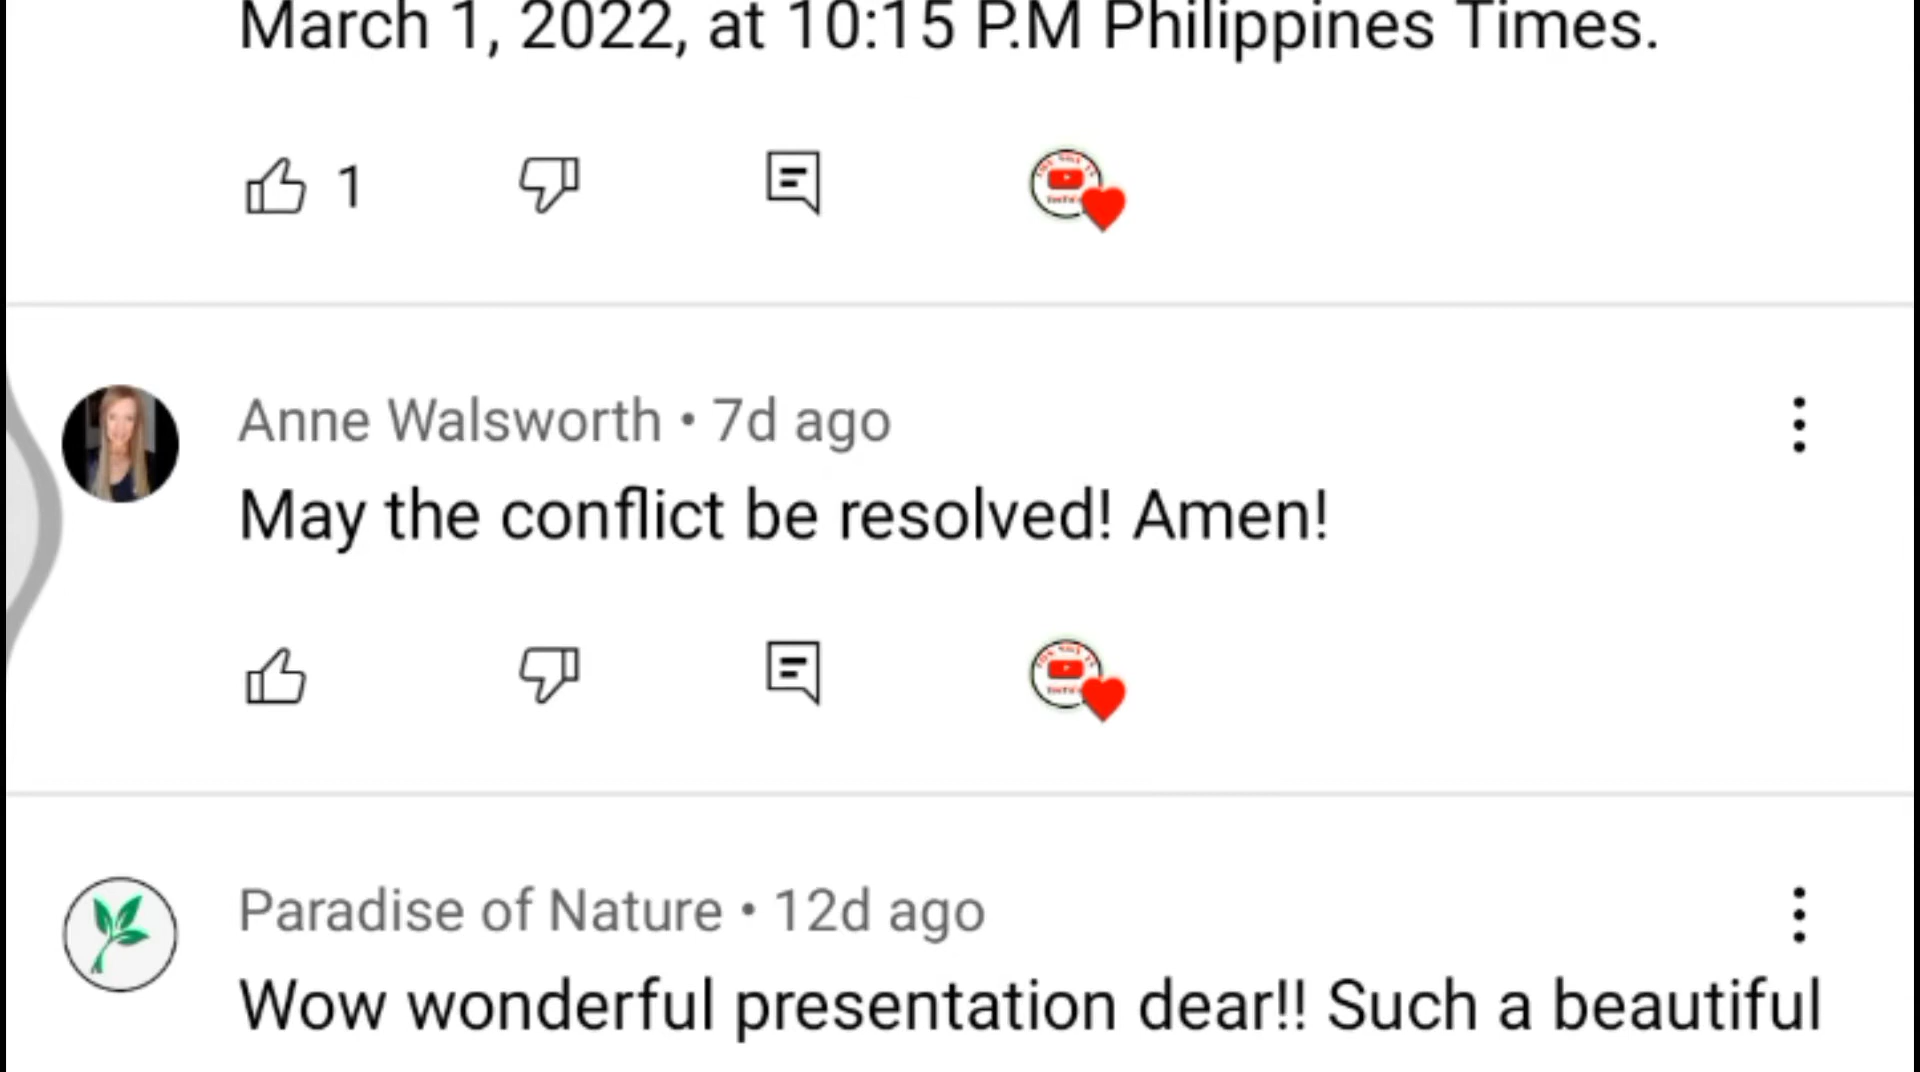 March 1, 2022, at 10:15 P.M Philippines Times.
1
Anne Walsworth • 7d ago
May the conflict be resolved! Amen!
Paradise of Nature • 12d ago
Wow wonderful presentation dear!! Such a beautiful